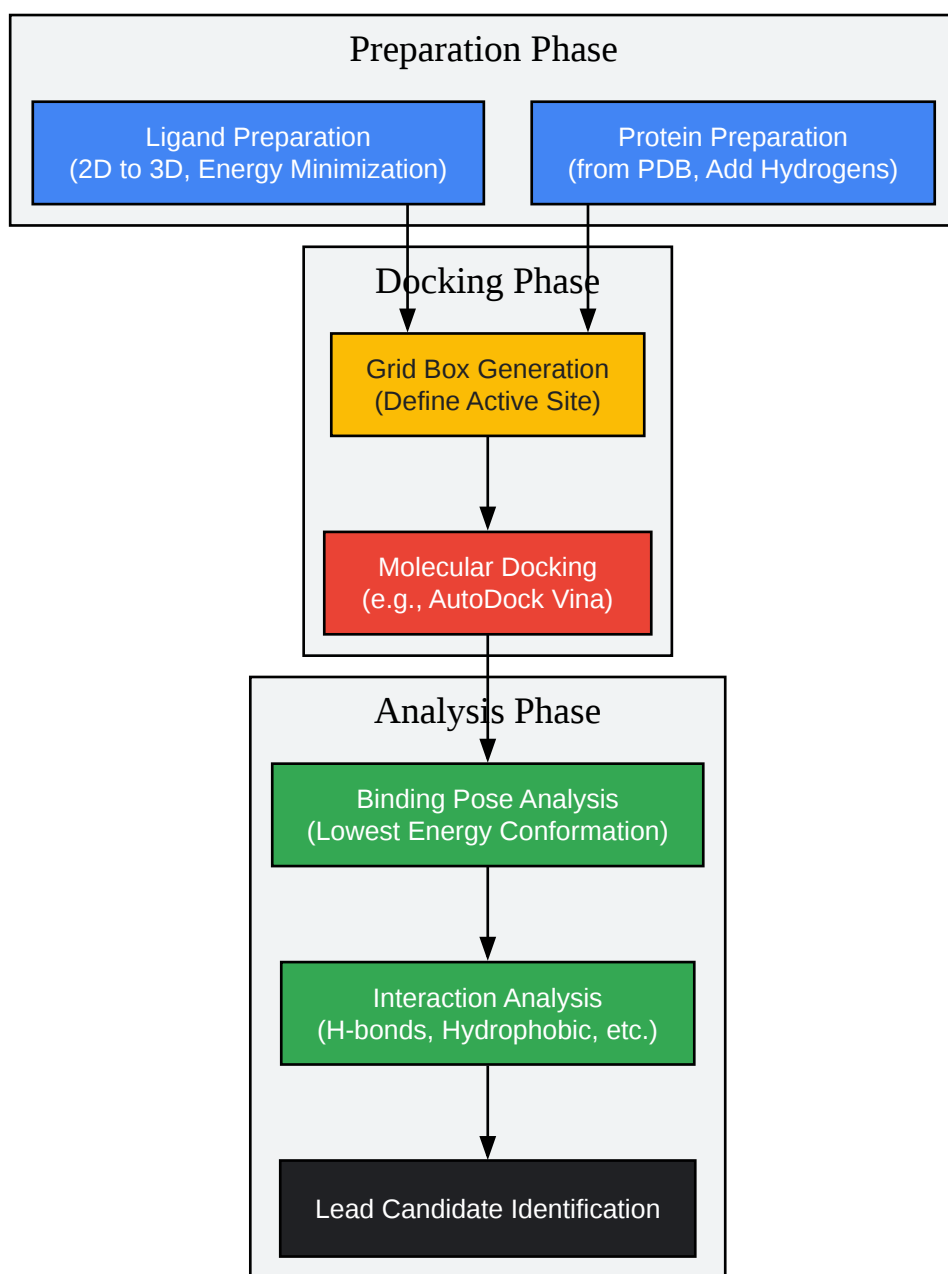 Preparation Phase
Ligand Preparation
(2D to 3D, Energy Minimization)
Protein Preparation
(from PDB, Add Hydrogens)
Docking Phase
Grid Box Generation
(Define Active Site)
Molecular Docking
(e.g., AutoDock Vina)
Analysis Phase
Binding Pose Analysis
(Lowest Energy Conformation)
Interaction Analysis
(H-bonds, Hydrophobic, etc.)
Lead Candidate Identification